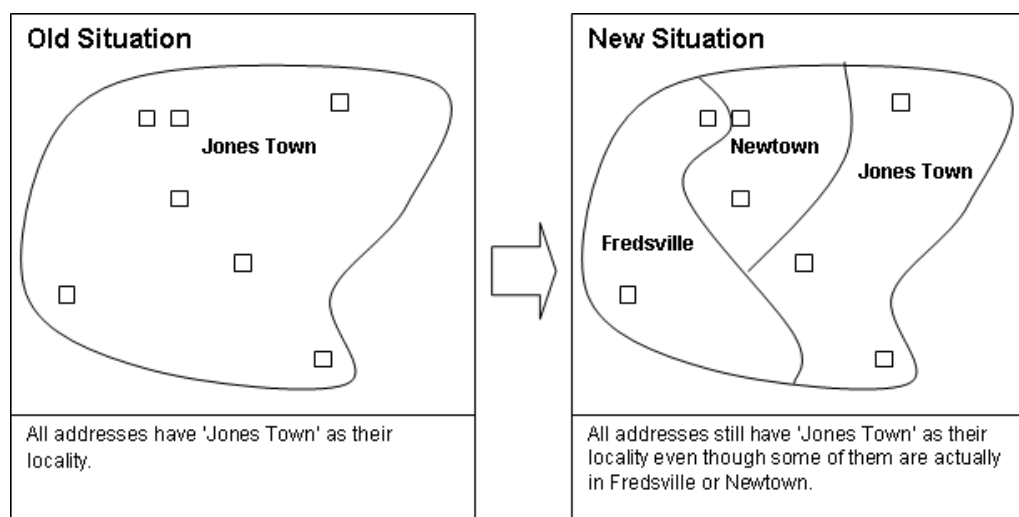 Old Situation
Jones Town
All addresses have 'Jones Town' as their
locality.
New Situation
Newtown
Jones Town
Fredsville
All addresses still have 'Jones Town' as their
locality even though some of them are actually
in Fredsville or Newtown.